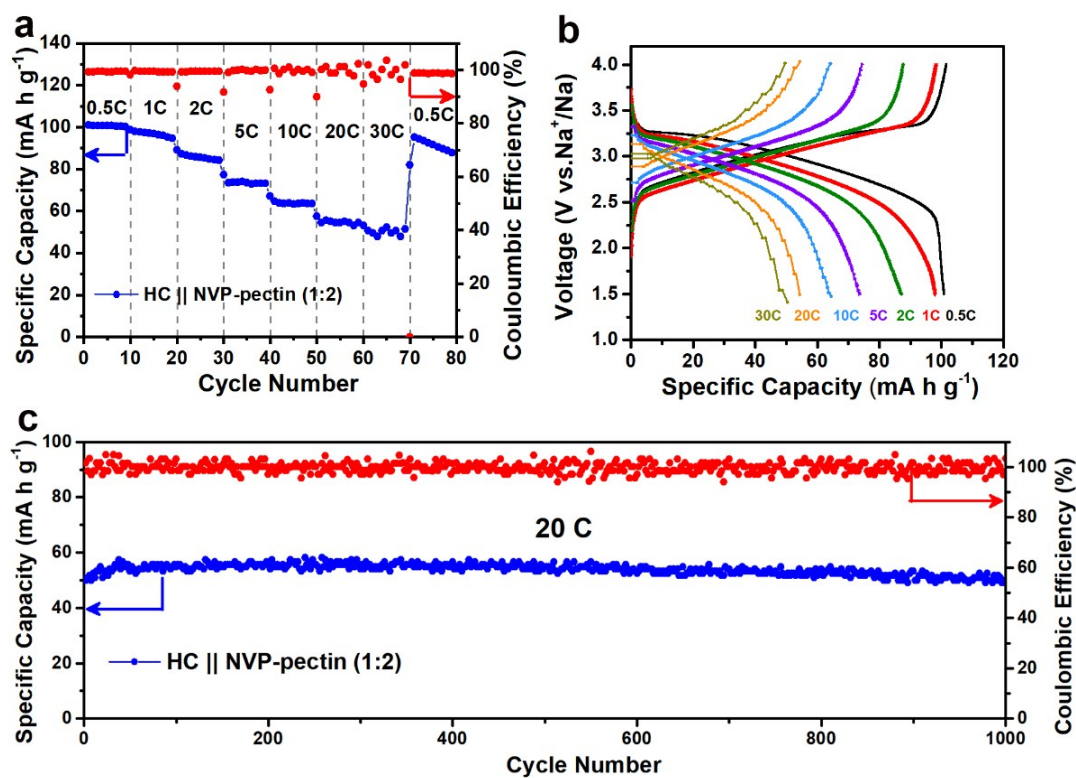 a
Specific Capacity (mA h g⁻¹)
140
120
100
80
60
40
20
0
0.5C
1C
2C
5C
10C
20C
30C
0.5C
HC || NVP-pectin (1:2)
0 10 20 30 40 50 60 70 80
Cycle Number
100
80
60
40
20
0
Couloumbic Efficiency (%)
b
Voltage (V vs.Na⁺/Na)
4.0
3.5
3.0
2.5
2.0
1.5
1.0
30C 20C 10C 5C 2C 1C 0.5C
0 20 40 60 80 100 120
Specific Capacity (mA h g⁻¹)
c
Specific Capacity (mA h g⁻¹)
100
80
60
40
20
0
20 C
HC || NVP-pectin (1:2)
0 200 400 600 800 1000
Cycle Number
100
80
60
40
20
0
Coulombic Efficiency (%)